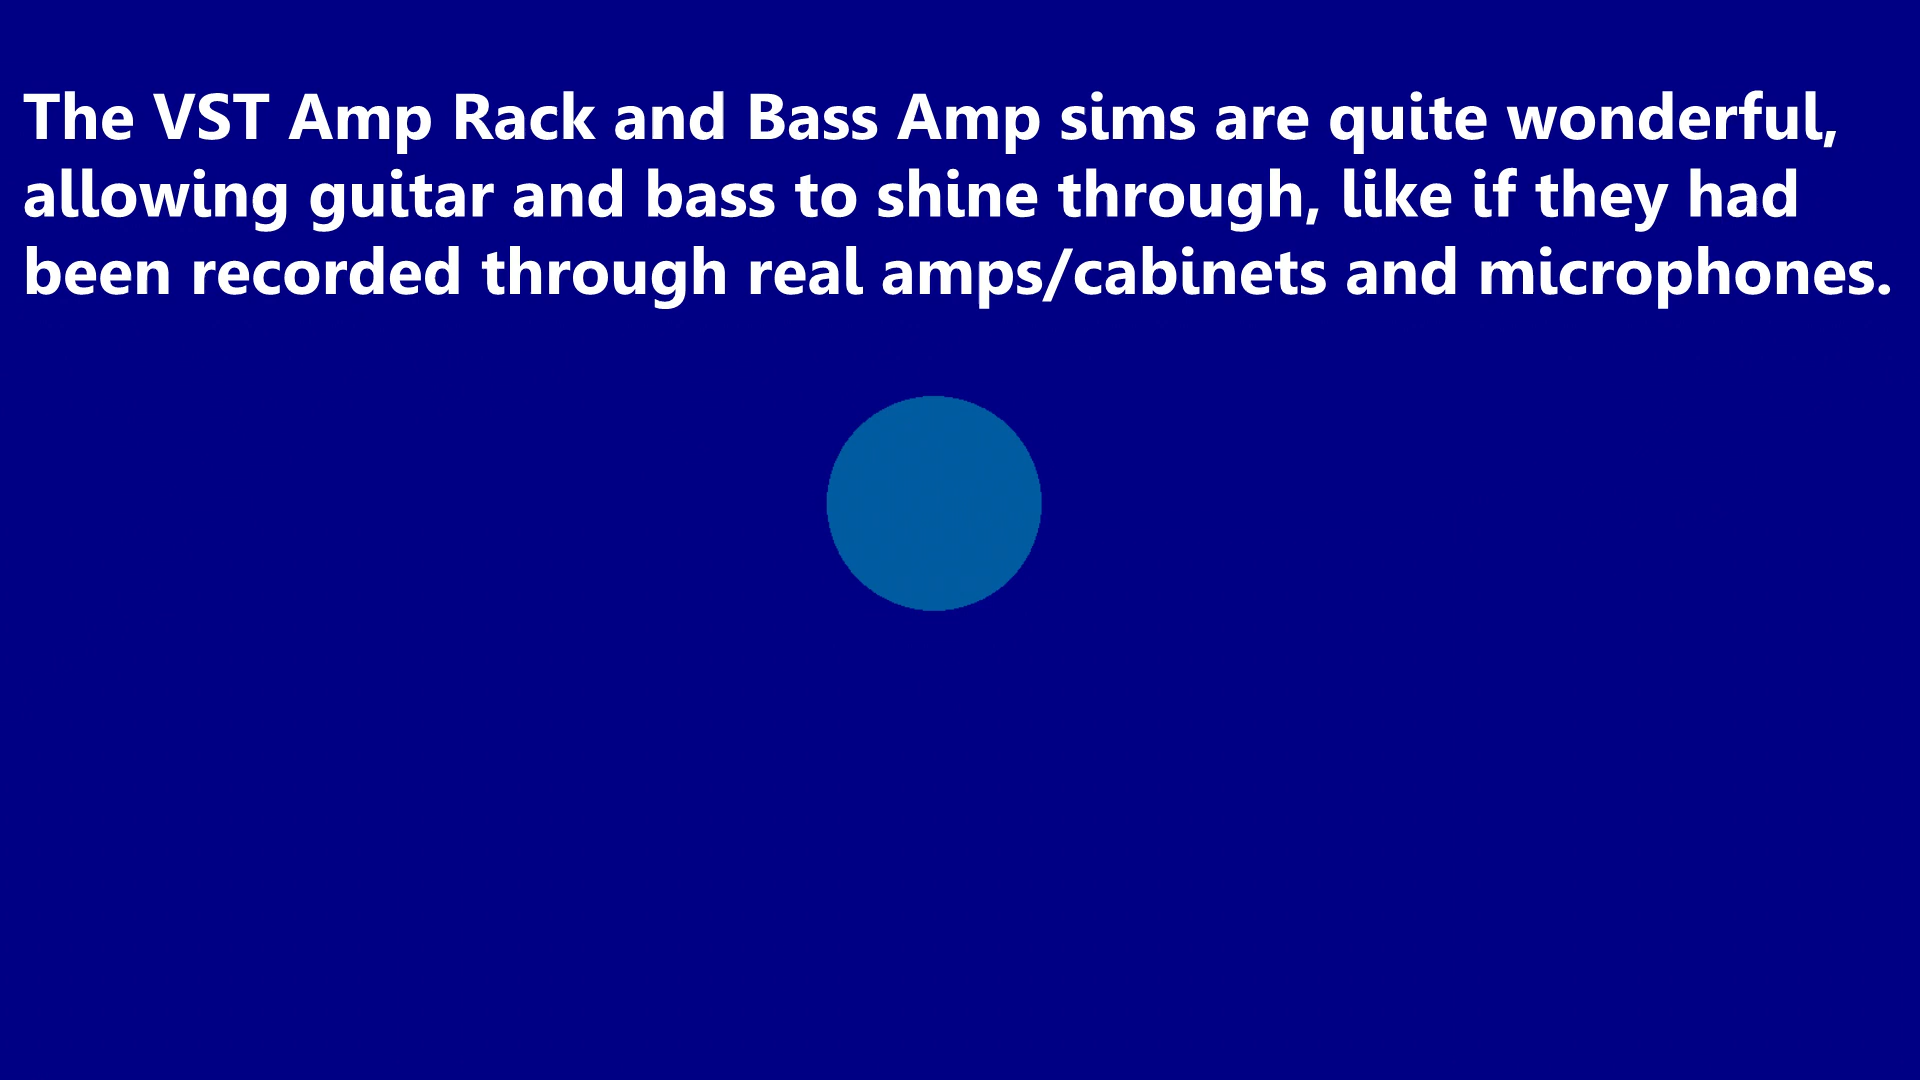 The VST Amp Rack and Bass Amp sims are quite wonderful,
allowing guitar and bass to shine through, like if they had
been recorded through real amps/cabinets and microphones.